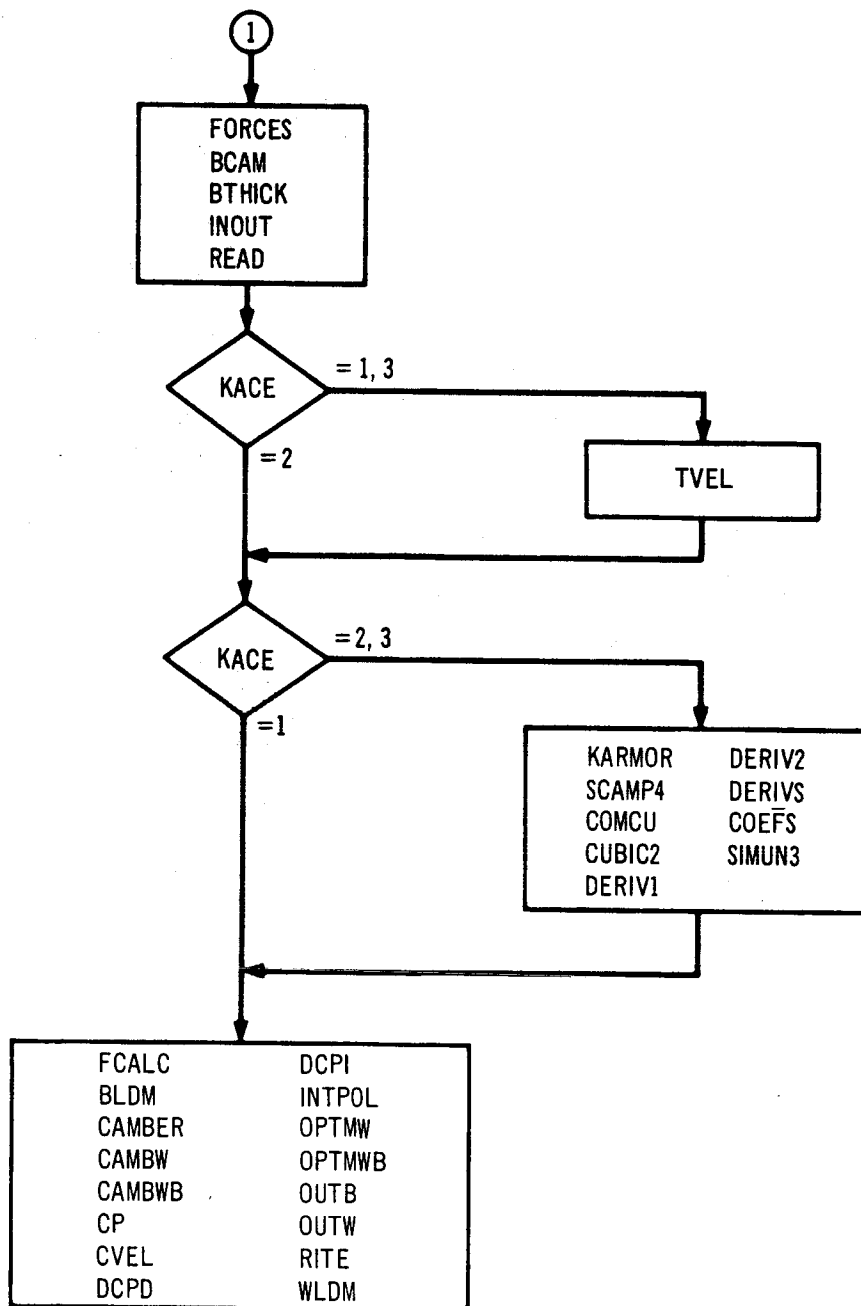 1
FORCES
BCAM
BTHICK
INOUT
READ
KACE
= 1, 3
= 2
TVEL
KACE
= 2, 3
=1
KARMOR
SCAMP4
COMCU
CUBIC2
DERIV1
DERIV2
DERIVS
COEFS
SIMUN3
FCALC
BLDM
CAMBER
CAMBW
CAMBWB
CP
CVEL
DCPD
DCPI
INTPOL
OPTMW
OPTMWB
OUTB
OUTW
RITE
WLDM